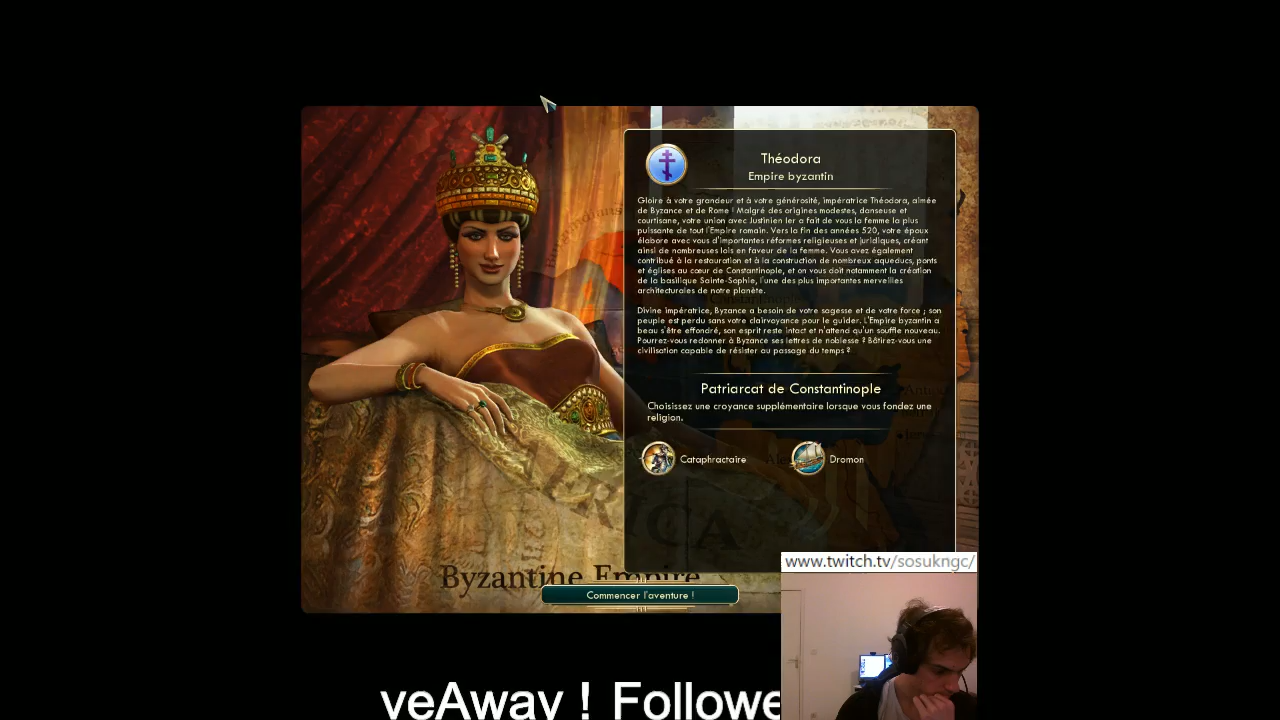 Théodora
Empire byzantin
Gloire à votre grandeur et à votre générosité, impératrice Théodora, aimée
de Byzance et de Rome ! Malgré des origines modestes, danseuse et
courtisane, votre union avec Justinien Ier a fait de vous la femme la plus
puissante de tout l'Empire romain. Vers la fin des années 520, votre époux
élabore avec vous d'importantes réformes religieuses et juridiques, créant
ainsi de nombreuses lois en faveur de la femme. Vous avez également
contribué à la restauration et à la construction de nombreux aqueducs, ponts
et églises au cœur de Constantinople, et on vous doit notamment la création
de la basilique Sainte-Sophie, l'une des plus importantes merveilles
architecturales de notre planète.
Divine impératrice, Byzance a besoin de votre sagesse et de votre force ; son
peuple est perdu sans votre clairvoyance pour le guider. L'Empire byzantin a
beau s'être effondré, son esprit reste intact et n'attend qu'un souffle nouveau.
Pourrez-vous redonner à Byzance ses lettres de noblesse ? Bâtirez-vous une
civilisation capable de résister au passage du temps ?
Patriarcat de Constantinople
Choisissez une croyance supplémentaire lorsque vous fondez une
religion.
Cataphractaire
Dromon
www.twitch.tv/sosukngc/
Byzantine Empire
Commencer l'aventure !
veAway ! Followe